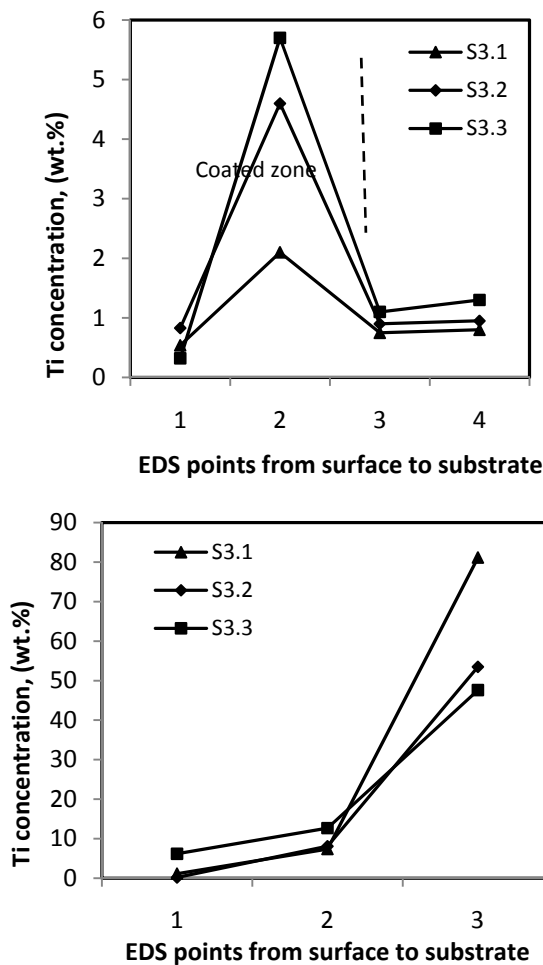 Ti concentration, (wt.%)
6
5
4
3
2
1
0
S3.1
S3.2
S3.3
Coated zone
1 2 3 4
EDS points from surface to substrate
Ti concentration, (wt.%)
90
80
70
60
50
40
30
20
10
0
S3.1
S3.2
S3.3
1 2 3
EDS points from surface to substrate